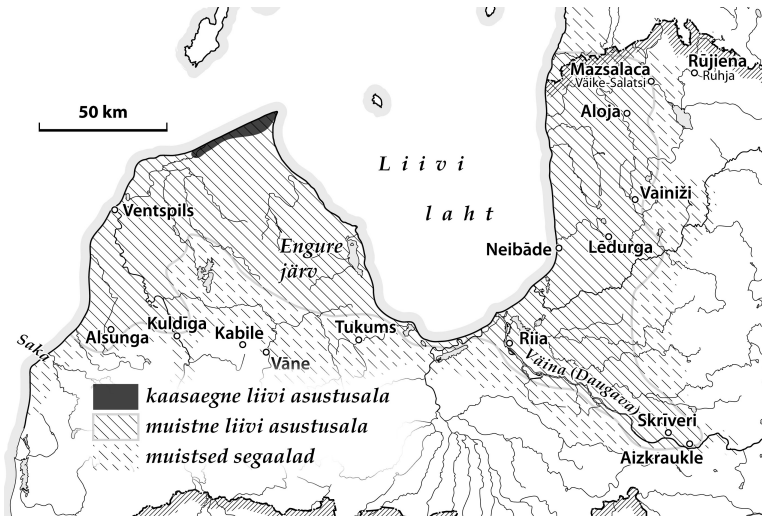 Mazsalaca
Väike-Salatsi
Rūjiena
Ruhja
50 km
Aloja
Liivi
laht
Vainiži
Ventspils
Engure
järv
Neibāde
Lēdurga
Alsunga
Kuldīga
Kabile
Tukums
Riia
Saka
Vāne
Väina (Daugava)
kaasaegne liivi asustusala
muistne liivi asustusala
muistsed segaalad
Skrīveri
Aizkraukle